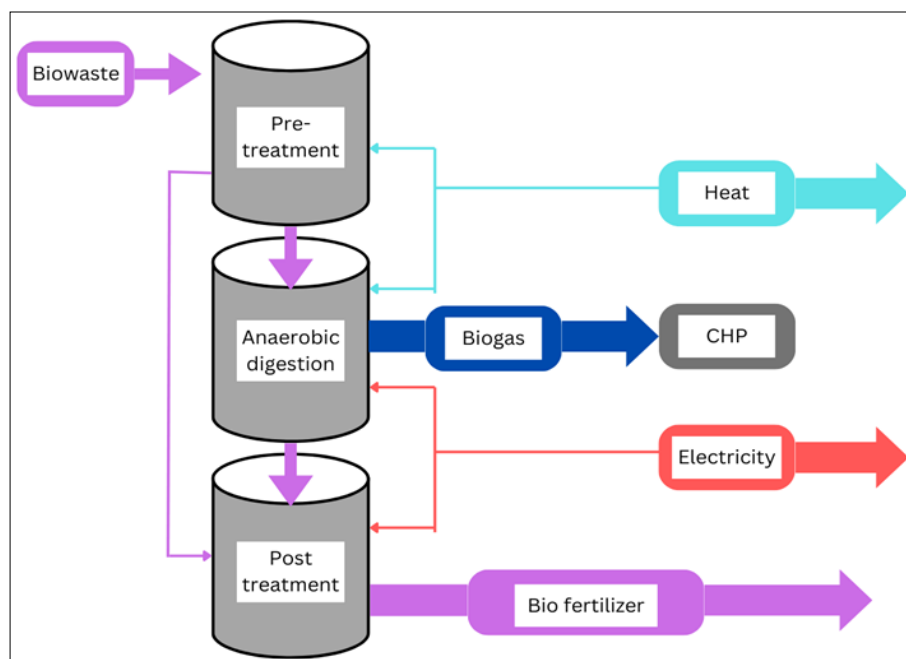 Biowaste
Pre-
treatment
Heat
Anaerobic
digestion
Biogas
CHP
Electricity
Post
treatment
Bio fertilizer